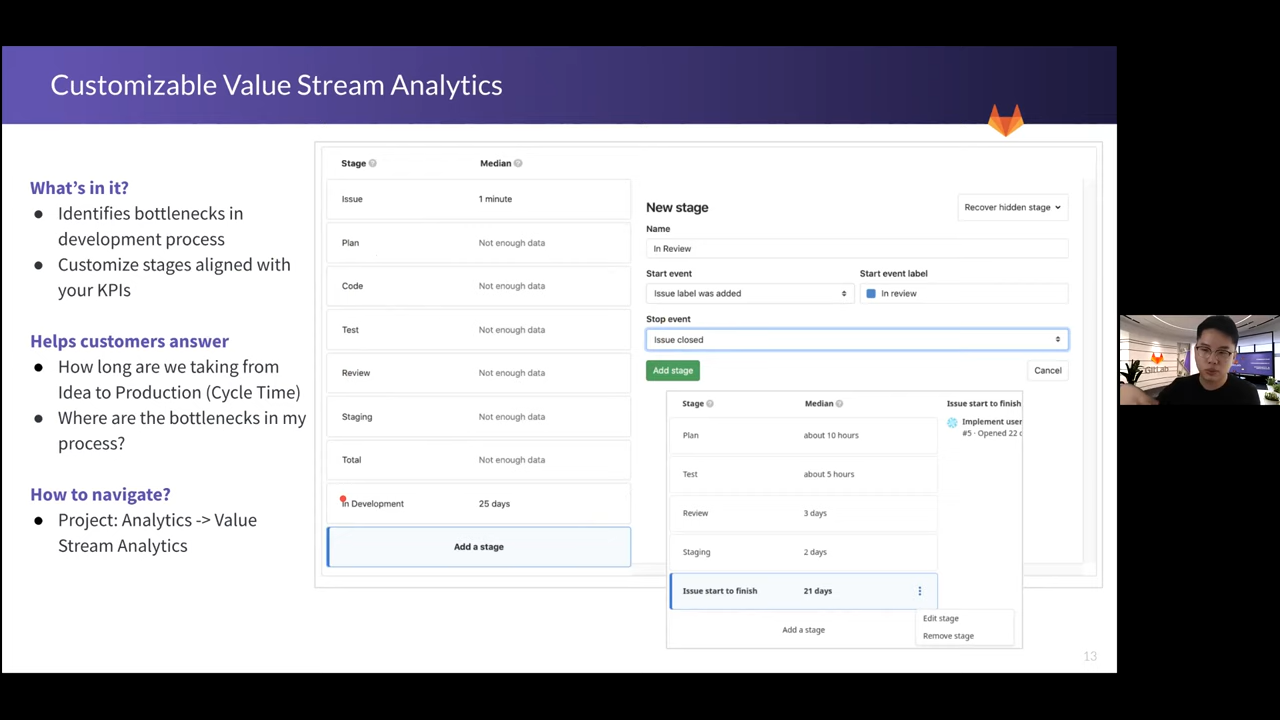 Customizable Value Stream Analytics
What's in it?
● Identifies bottlenecks in
development process
● Customize stages aligned with
your KPIs
Helps customers answer
● How long are we taking from
Idea to Production (Cycle Time)
● Where are the bottlenecks in my
process?
How to navigate?
● Project: Analytics -> Value
Stream Analytics
Stage Median
Issue 1 minute
Plan Not enough data
Code Not enough data
Test Not enough data
Review Not enough data
Staging Not enough data
Total Not enough data
In Development 25 days
Add a stage
New stage Recover hidden stage
Name
In Review
Start event Start event label
Issue label was added In review
Stop event
Issue closed
Add stage Cancel
Stage Median Issue start to finish
Plan about 10 hours Implement user
#5 · Opened 22
Test about 5 hours
Review 3 days
Staging 2 days
Issue start to finish 21 days
Edit stage
Add a stage
Remove stage
13
GitLab